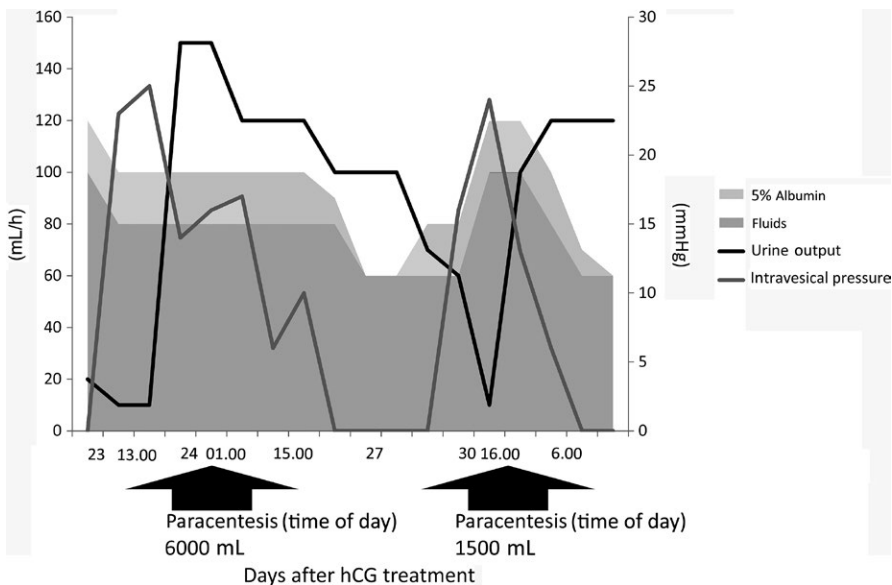 160
140
120
100
80
60
40
20
0
(mL/h)
30
25
20
15
10
5
0
(mmHg)
5% Albumin
Fluids
Urine output
Intravesical pressure
23 13.00 24 01.00 15.00 27 30 16.00 6.00
Paracentesis (time of day)
6000 mL
Paracentesis (time of day)
1500 mL
Days after hCG treatment